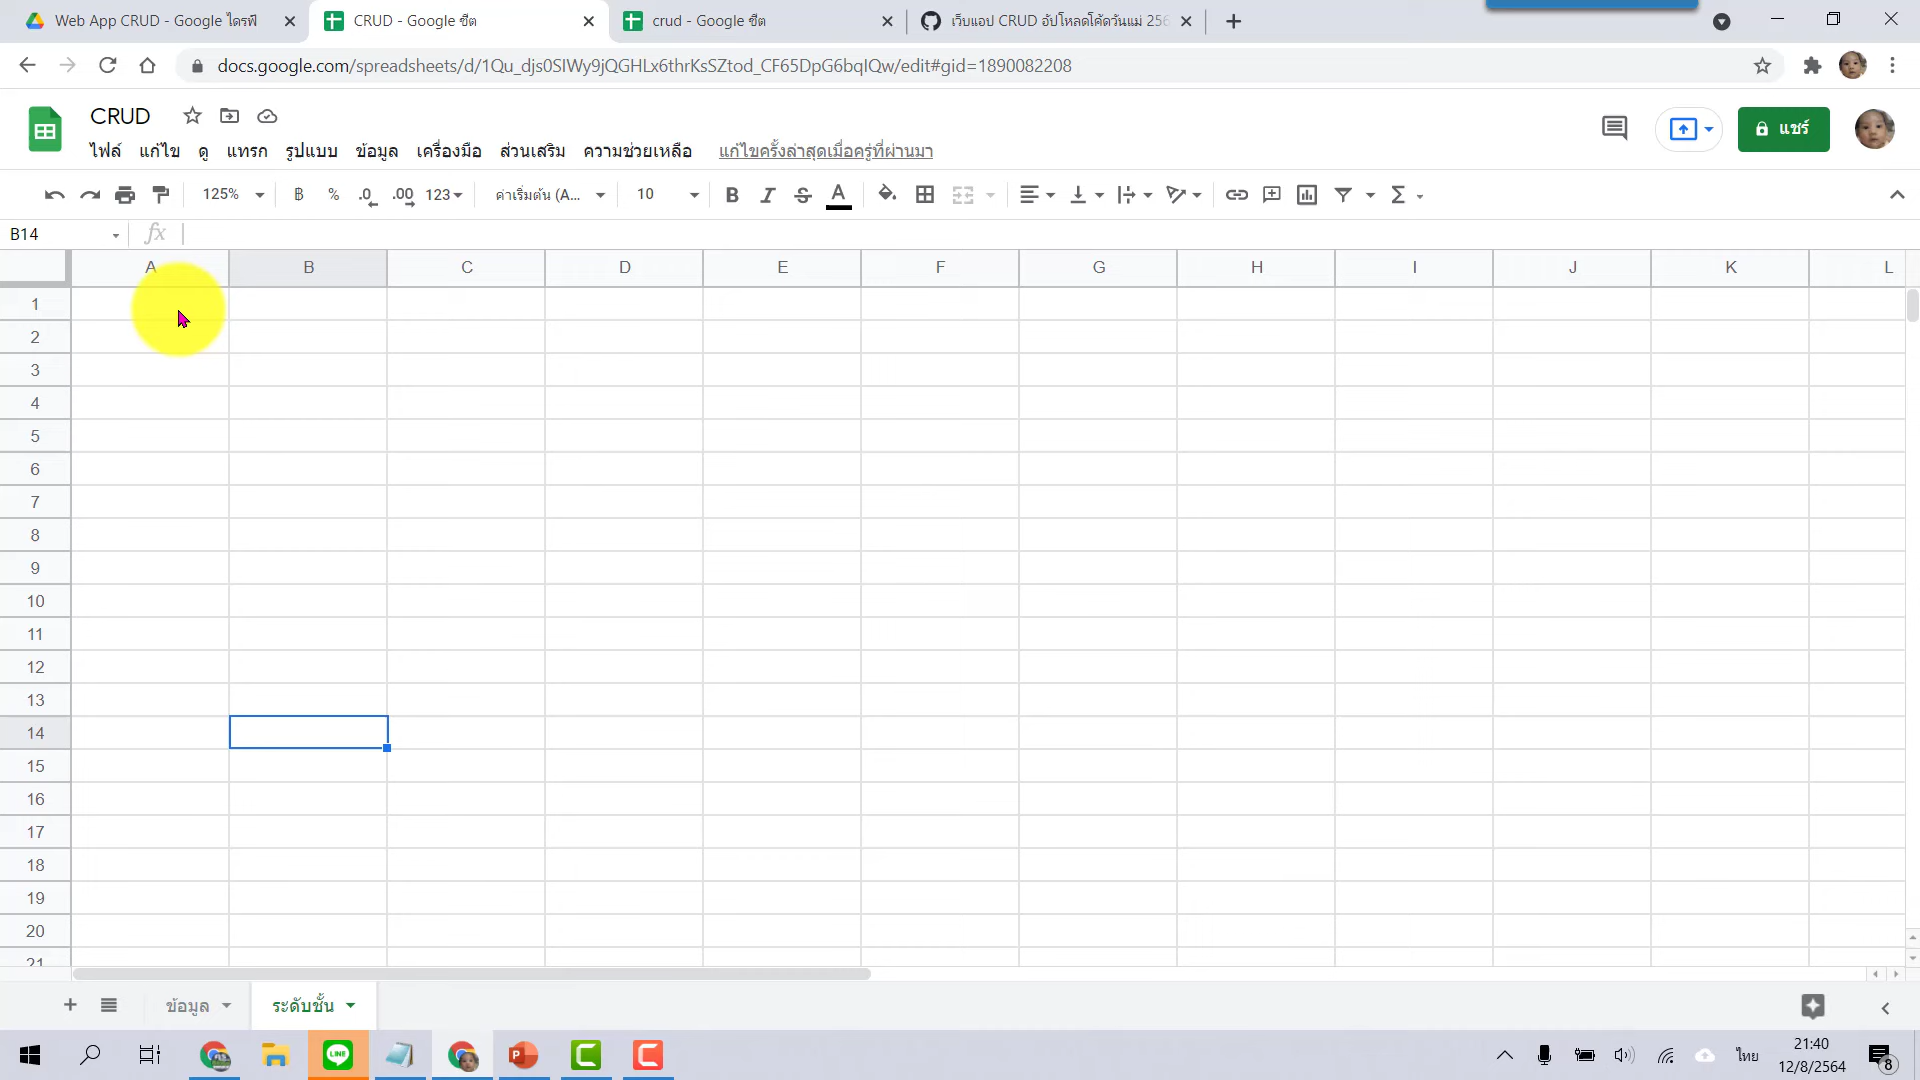 Web App CRUD - Google ไดรฟ์
CRUD - Google ชีต
crud - Google ชีต
เว็บแอป CRUD อัปโหลดโค้ดวันแม่ 256
docs.google.com/spreadsheets/d/1Qu_djs0SIWy9jQGHLx6thrKsSZtod_CF65DpG6bqIQw/edit#gid=1890082208
CRUD
แชร์
ไฟล์ แก้ไข ดู แทรก รูปแบบ ข้อมูล เครื่องมือ ส่วนเสริม ความช่วยเหลือ แก้ไขครั้งล่าสุดเมื่อครู่ที่ผ่านมา
125% ฿ % .0 .00 123 ค่าเริ่มต้น (A... 10 B I S A Σ
B14 fx
A B C D E F G H I J K L
1
2
3
4
5
6
7
8
9
10
11
12
13
14
15
16
17
18
19
20
21
ข้อมูล ระดับชั้น
LINE
P
C
C
ไทย
21:40
12/8/2564
8